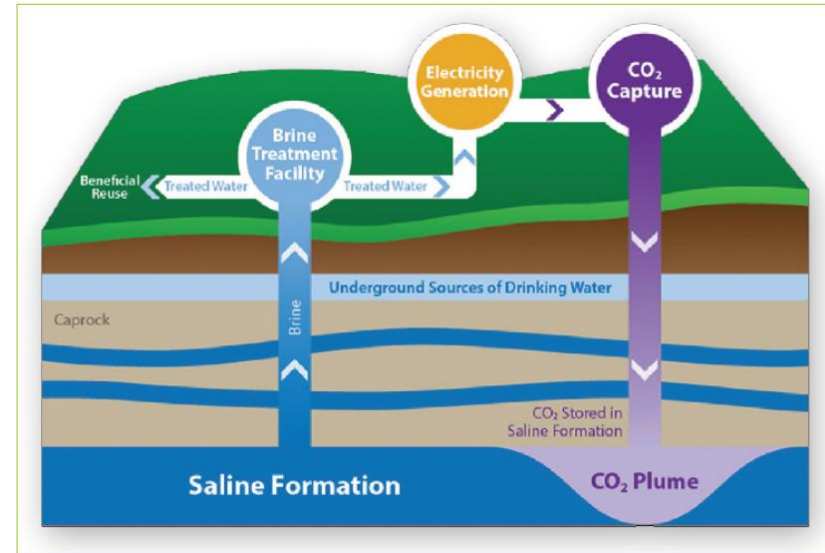 Electricity
Generation
CO₂
Capture
Brine
Treatment
Facility
Beneficial
Reuse
Treated Water
Treated Water
Underground Sources of Drinking Water
Caprock
Brine
CO₂ Stored in
Saline Formation
Saline Formation
CO₂ Plume